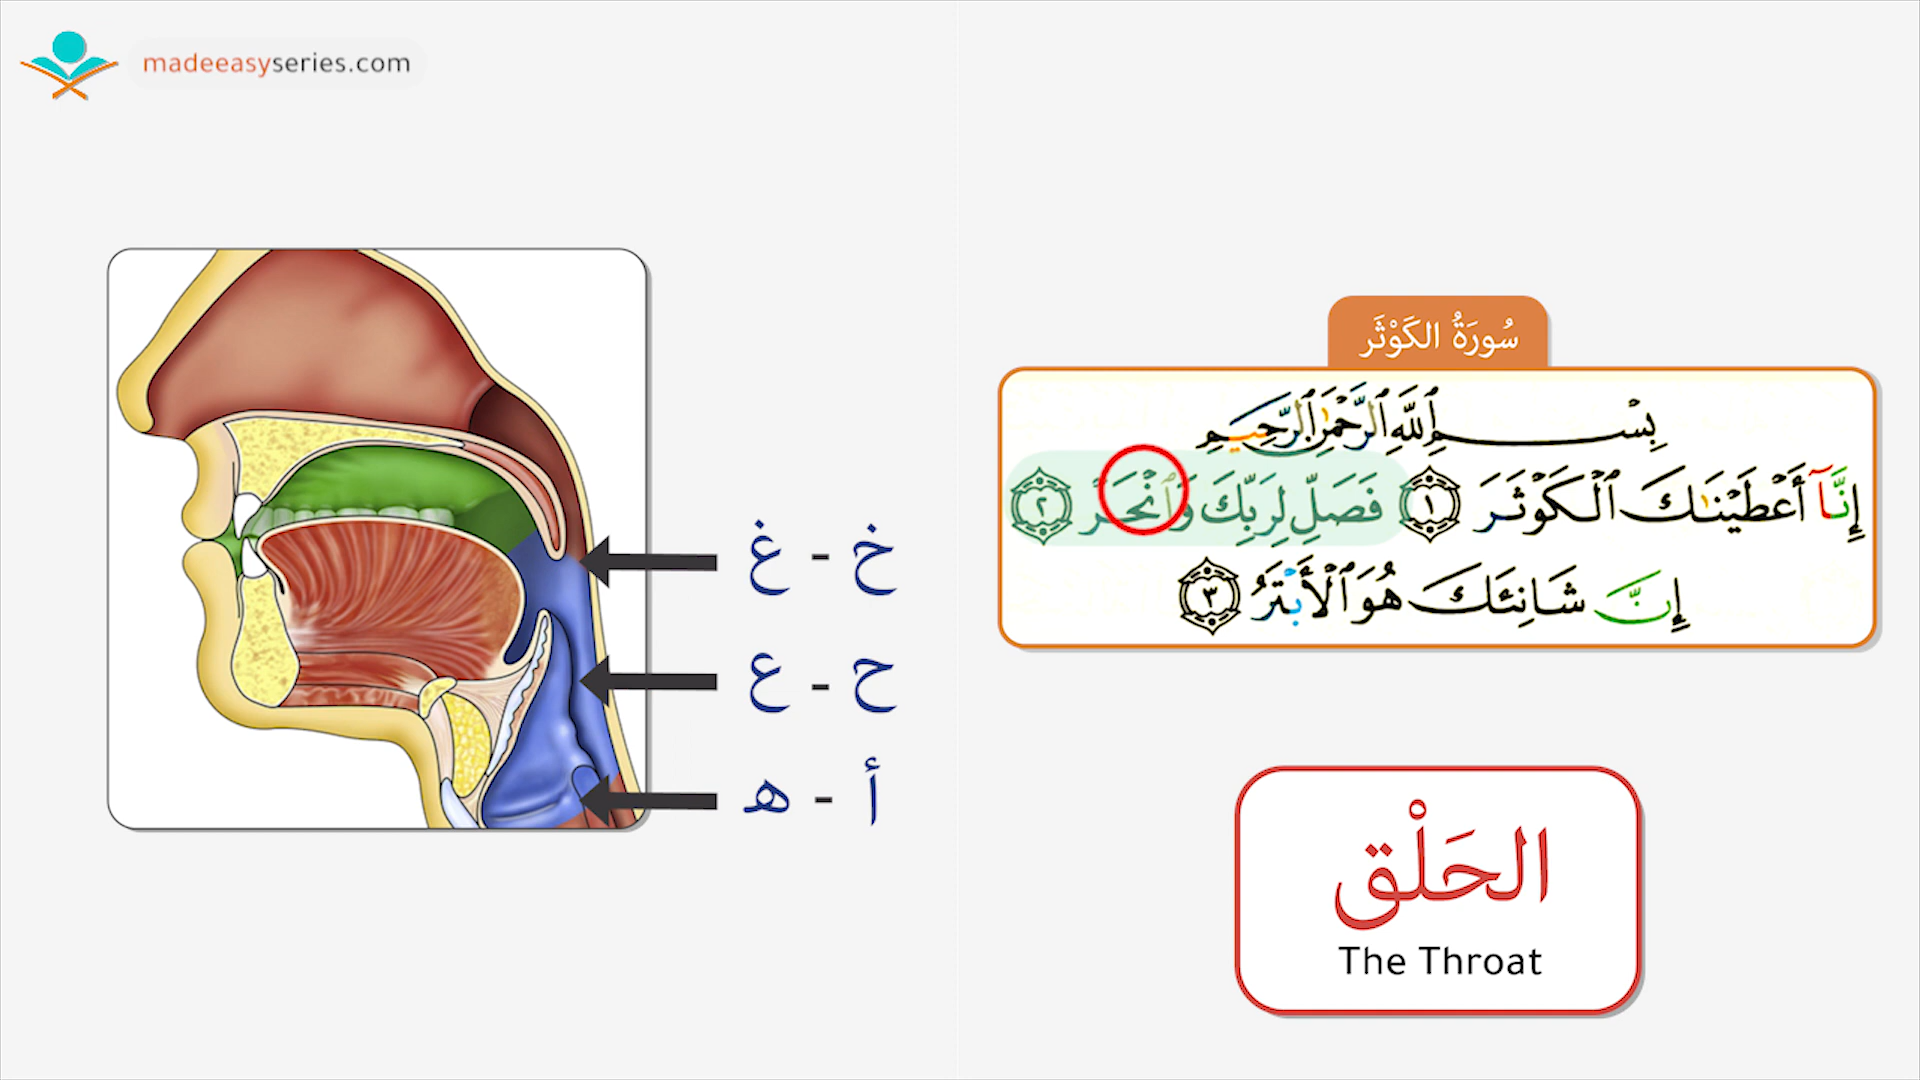 madeeasyseries.com
سُورَةُ الكَوْثَر
بِسْمِ ٱللَّهِ ٱلرَّحْمَٰنِ ٱلرَّحِيمِ
إِنَّآ أَعْطَيْنَٰكَ ٱلْكَوْثَرَ ١ فَصَلِّ لِرَبِّكَ وَٱنْحَرْ ٢
إِنَّ شَانِئَكَ هُوَ ٱلْأَبْتَرُ ٣
خ - غ
ح - ع
أ - ه
الحَلْق
The Throat